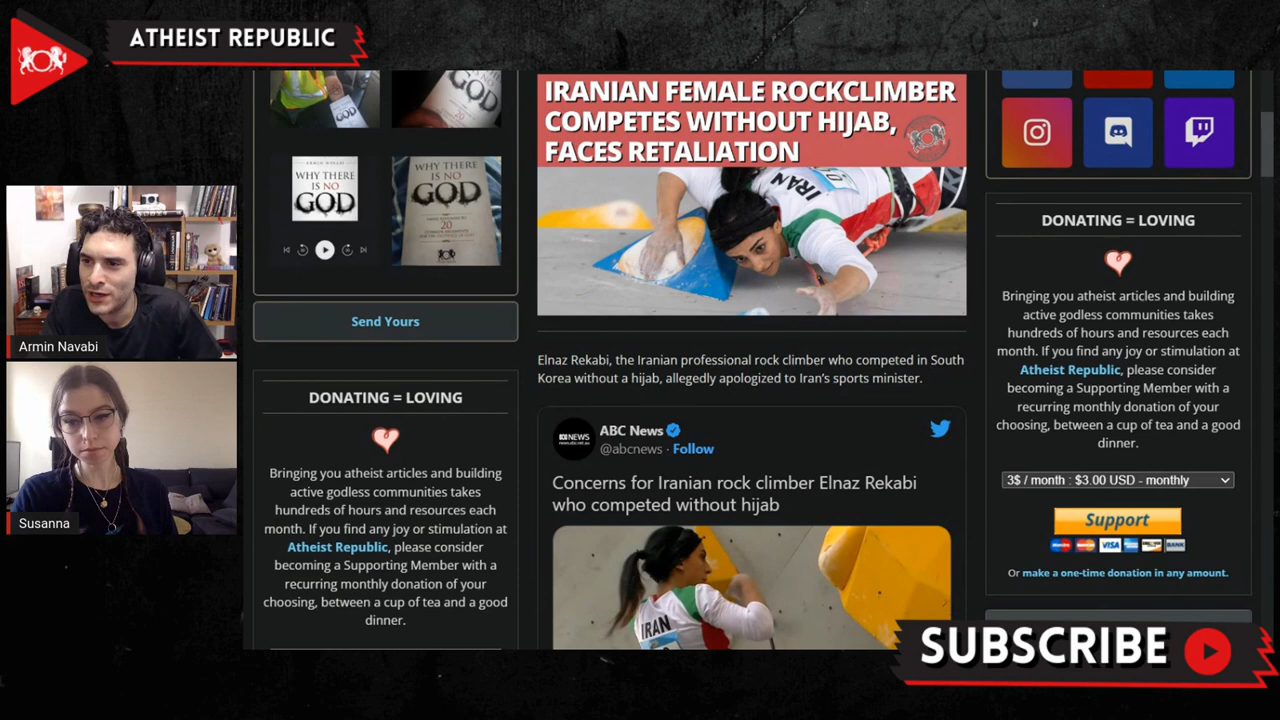 ATHEIST REPUBLIC
GOD
GOD
WHY THERE
IS NO
GOD
WHY THERE
IS NO
GOD
20
Send Yours
DONATING = LOVING
Bringing you atheist articles and building
active godless communities takes
hundreds of hours and resources each
month. If you find any joy or stimulation at
Atheist Republic, please consider
becoming a Supporting Member with a
recurring monthly donation of your
choosing, between a cup of tea and a good
dinner.
IRANIAN FEMALE ROCKCLIMBER
COMPETES WITHOUT HIJAB,
FACES RETALIATION
IRAN
Elnaz Rekabi, the Iranian professional rock climber who competed in South
Korea without a hijab, allegedly apologized to Iran’s sports minister.
NEWS
ABC News
@abcnews · Follow
Concerns for Iranian rock climber Elnaz Rekabi
who competed without hijab
IRAN
DONATING = LOVING
Bringing you atheist articles and building
active godless communities takes
hundreds of hours and resources each
month. If you find any joy or stimulation at
Atheist Republic, please consider
becoming a Supporting Member with a
recurring monthly donation of your
choosing, between a cup of tea and a good
dinner.
3$ / month : $3.00 USD - monthly
Support
VISA
BANK
Or make a one-time donation in any amount.
Armin Navabi
Susanna
SUBSCRIBE